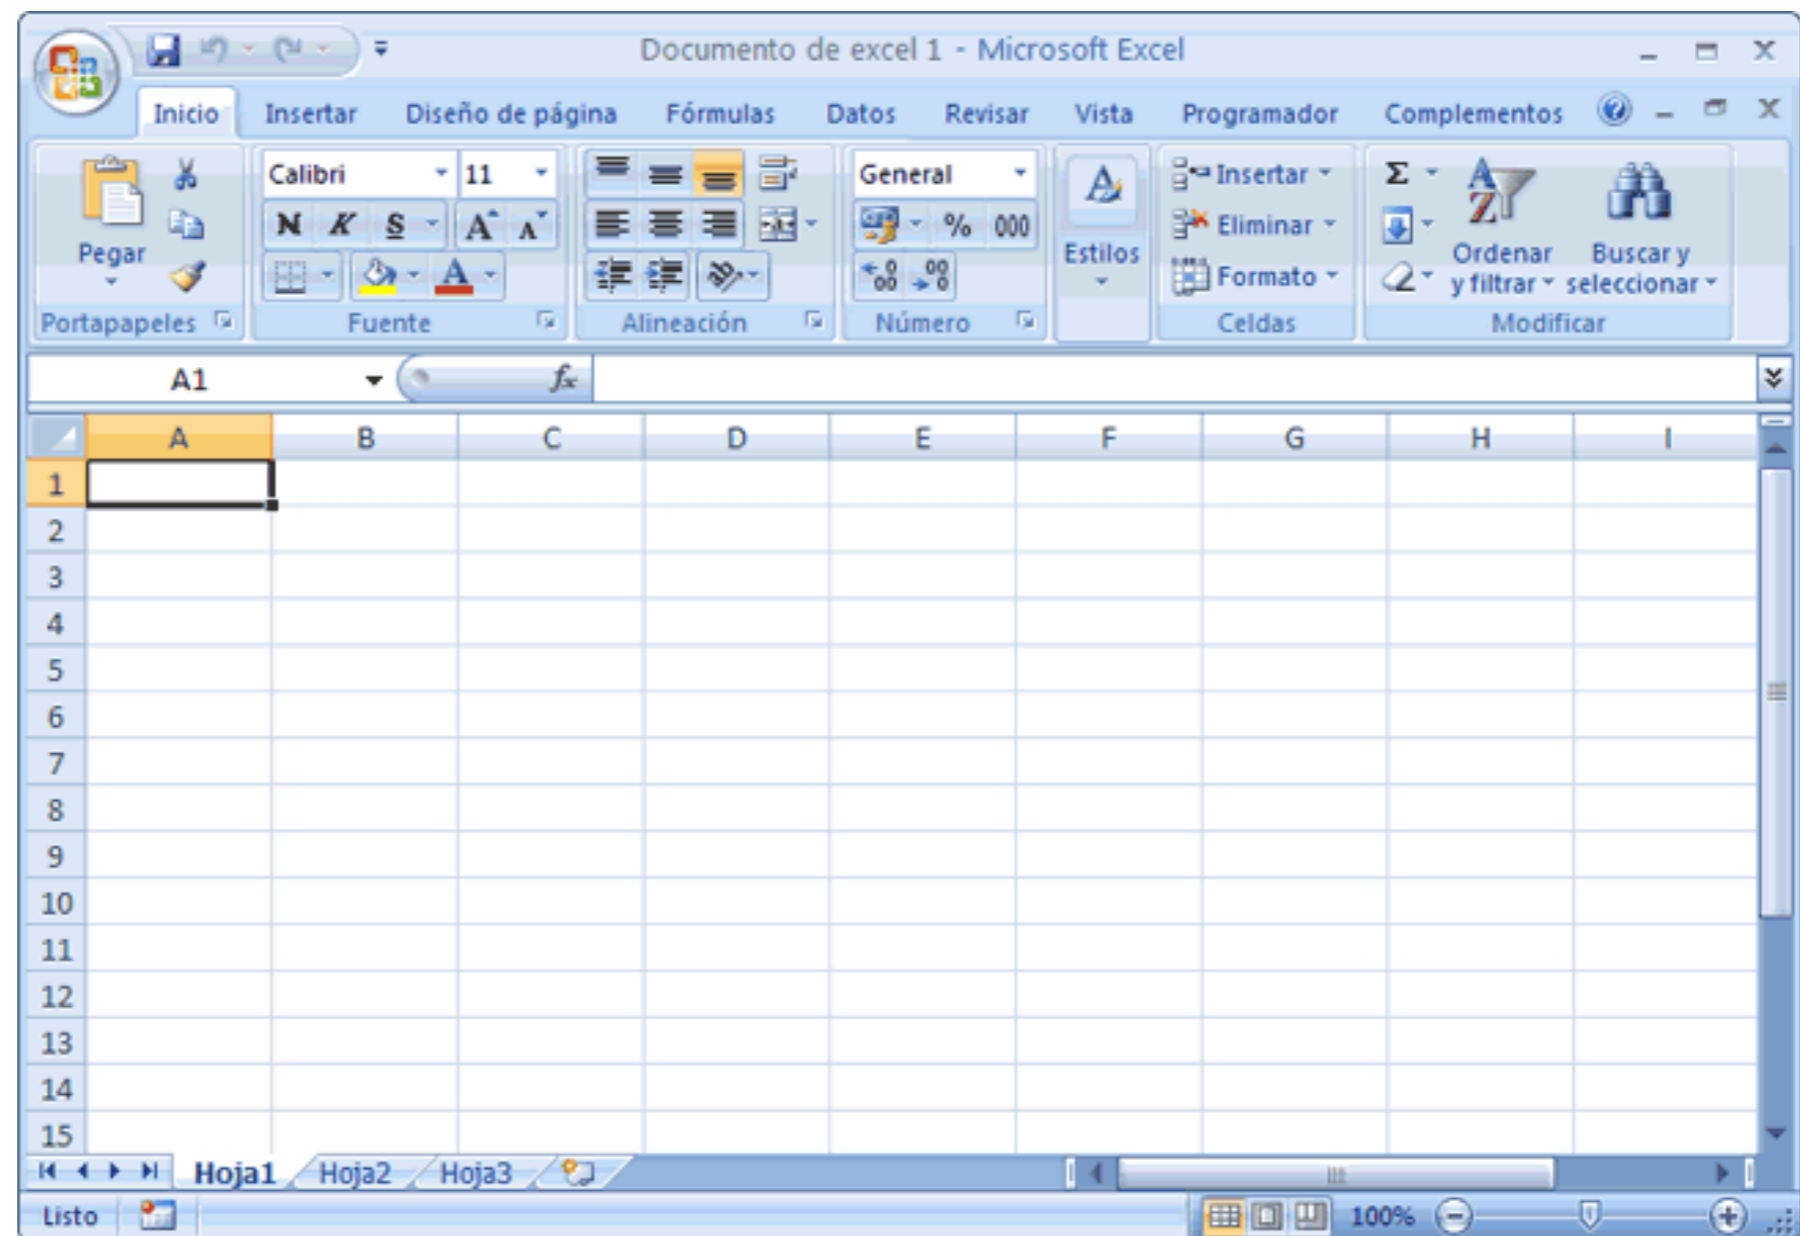 Documento de excel 1 - Microsoft Excel
Inicio Insertar Diseño de página Fórmulas Datos Revisar Vista Programador Complementos
Calibri 11 General Insertar Σ
N K S A A % 000 Eliminar
Pegar Estilos Ordenar y filtrar Buscar y seleccionar
A Formato
Portapapeles Fuente Alineación Número Celdas Modificar
A1 fx
A B C D E F G H I
1
2
3
4
5
6
7
8
9
10
11
12
13
14
15
Hoja1 Hoja2 Hoja3
Listo 100%